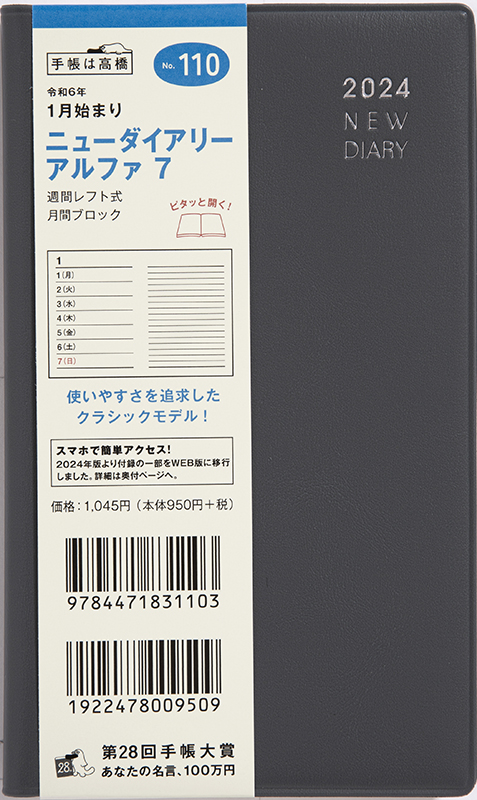 手帳は高橋
No. 110
令和6年
1月始まり
ニューダイアリー
アルファ 7
週間レフト式
月間ブロック
ピタッと開く!
1
1(月)
2(火)
3(水)
4(木)
5(金)
6(土)
7(日)
使いやすさを追求した
クラシックモデル!
スマホで簡単アクセス!
2024年版より付録の一部をWEB版に移行
しました。詳細は奥付ページへ。
価格:1,045円(本体950円+税)
9784471831103
1922478009509
28
第28回手帳大賞
あなたの名言、100万円
2024
NEW
DIARY